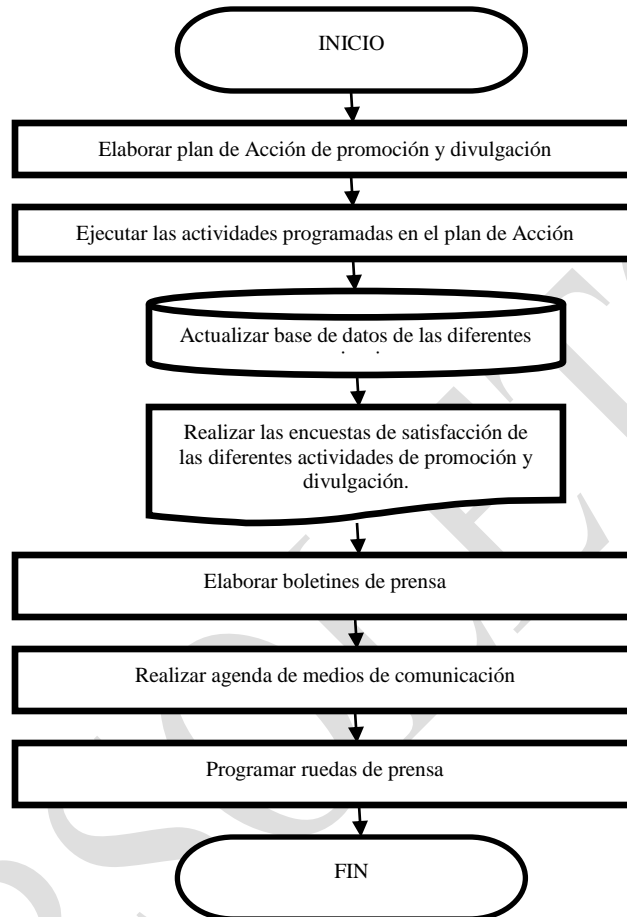 INICIO
Elaborar plan de Acción de promoción y divulgación
Ejecutar las actividades programadas en el plan de Acción
Actualizar base de datos de las diferentes
Realizar las encuestas de satisfacción de
las diferentes actividades de promoción y
divulgación.
Elaborar boletines de prensa
Realizar agenda de medios de comunicación
Programar ruedas de prensa
FIN